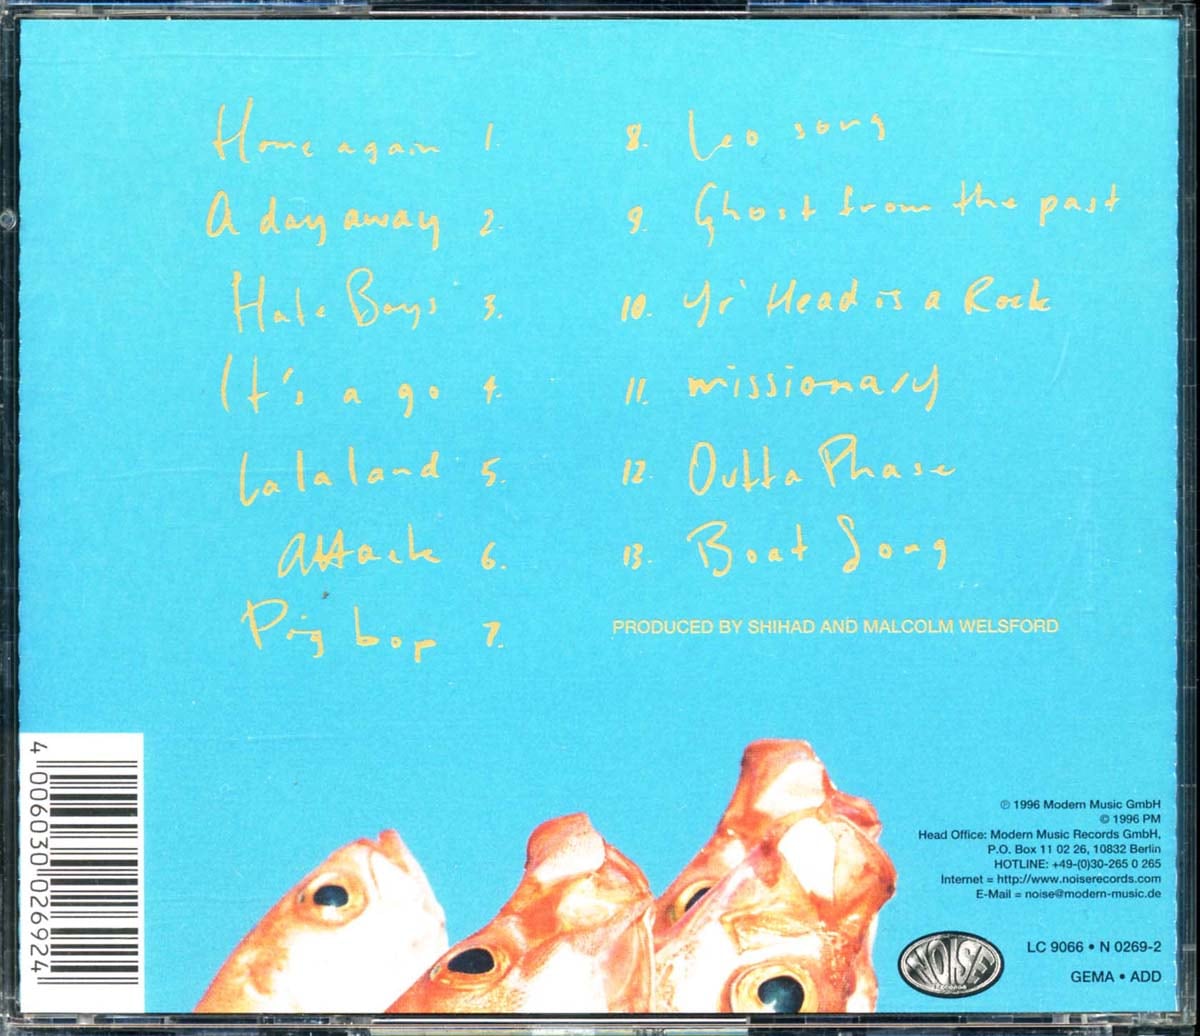 Home again 1.
A day away 2.
Hate Boys 3.
It's a go 4.
La la land 5.
Attack 6.
Pig bop 7.
8. Leo song
9. Ghost from the past
10. Yr' Head is a Rock
11. missionary
12. Outta Phase
13. Boat Song
PRODUCED BY SHIHAD AND MALCOLM WELSFORD
4 006030 026924
℗ 1996 Modern Music GmbH
© 1996 PM
Head Office: Modern Music Records GmbH,
P.O. Box 11 02 26, 10832 Berlin
HOTLINE: +49-(0)30-265 0 265
Internet = http://www.noiserecords.com
E-Mail = noise@modern-music.de
NOISE
RECORDS
LC 9066 • N 0269-2
GEMA • ADD